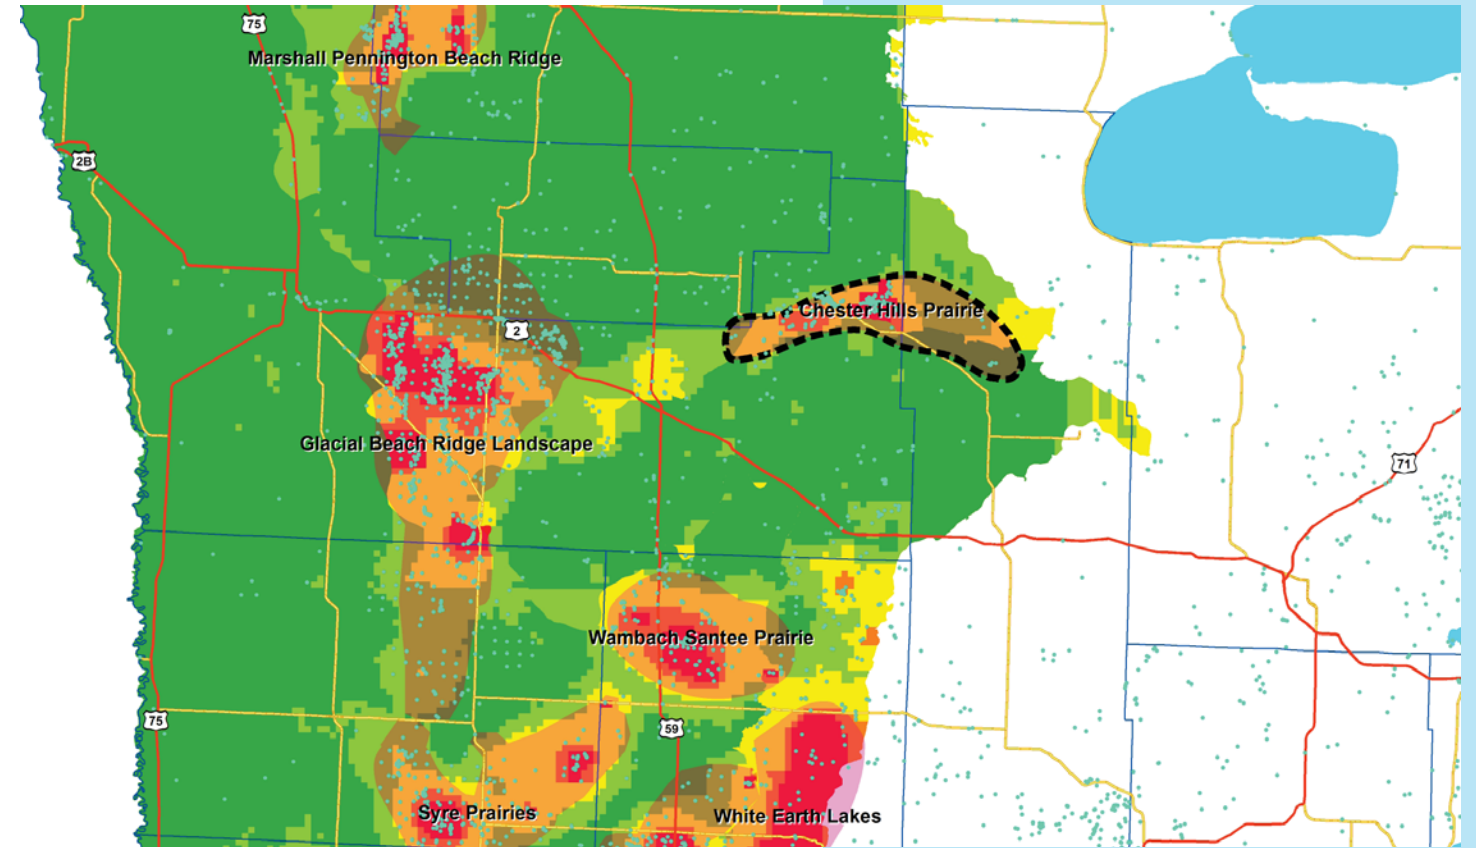 75
Marshall Pennington Beach Ridge
2B
Chester Hills Prairie
2
Glacial Beach Ridge Landscape
71
Wambach Santee Prairie
75
59
Syre Prairies
White Earth Lakes